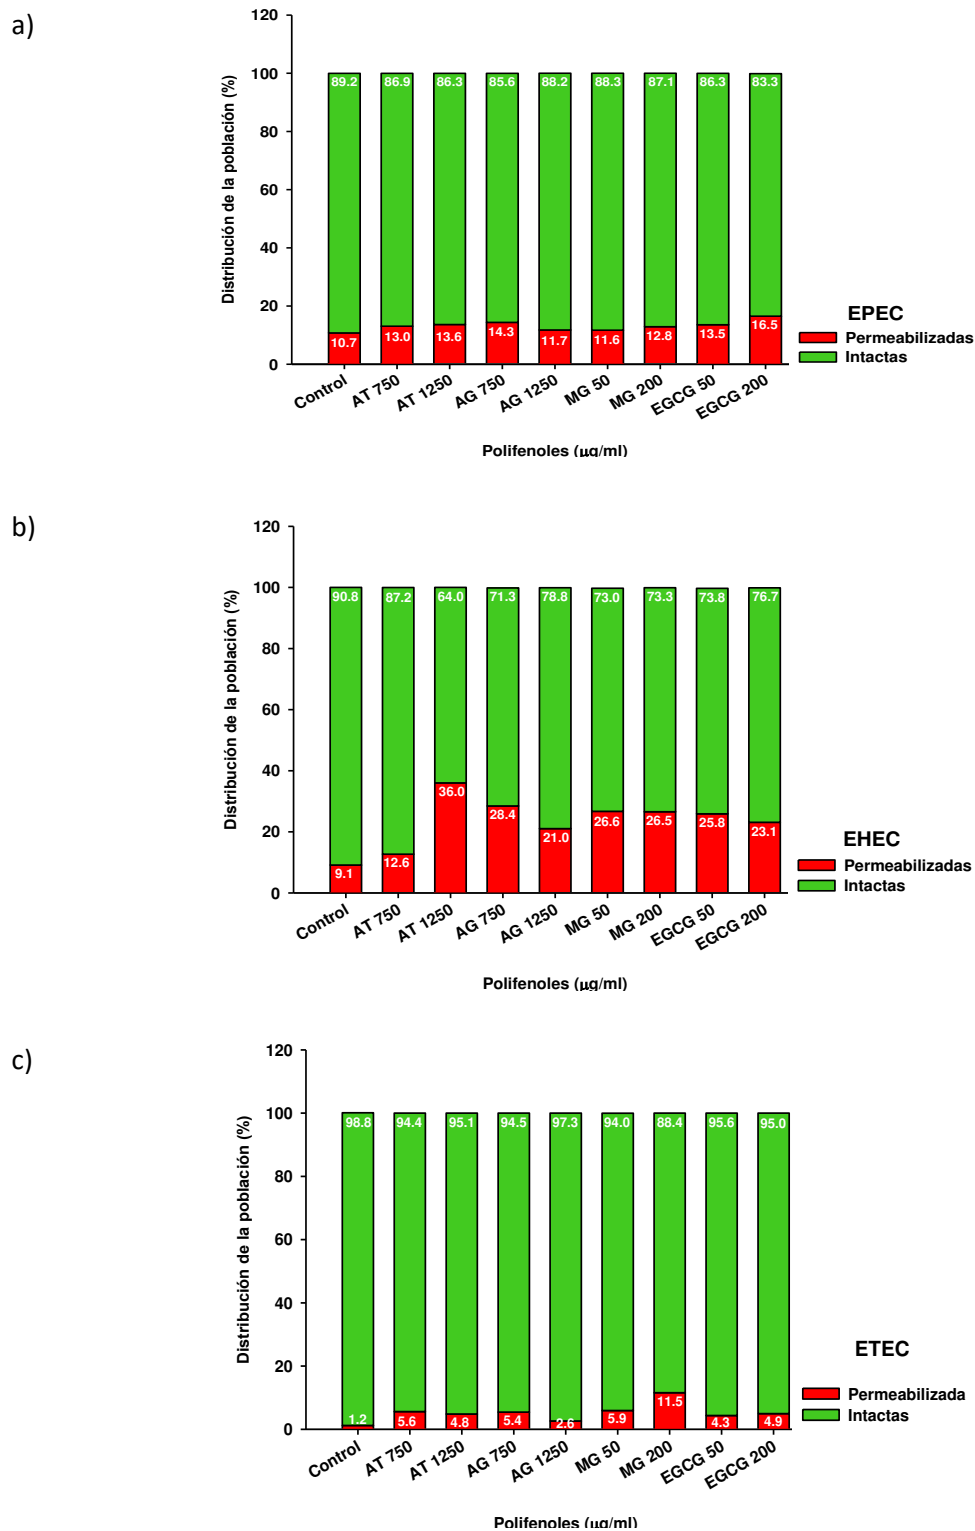 a)
120
100
80
60
40
20
0
Distribución de la población (%)
89.2 86.9 86.3 85.6 88.2 88.3 87.1 86.3 83.3
10.7 13.0 13.6 14.3 11.7 11.6 12.8 13.5 16.5
Control AT 750 AT 1250 AG 750 AG 1250 MG 50 MG 200 EGCG 50 EGCG 200
Polifenoles (µg/ml)
EPEC
Permeabilizadas
Intactas
b)
120
100
80
60
40
20
0
Distribución de la población (%)
90.8 87.2 64.0 71.3 78.8 73.0 73.3 73.8 76.7
9.1 12.6 36.0 28.4 21.0 26.6 26.5 25.8 23.1
Control AT 750 AT 1250 AG 750 AG 1250 MG 50 MG 200 EGCG 50 EGCG 200
Polifenoles (µg/ml)
EHEC
Permeabilizadas
Intactas
c)
120
100
80
60
40
20
0
Distribución de la población (%)
98.8 94.4 95.1 94.5 97.3 94.0 88.4 95.6 95.0
1.2 5.6 4.8 5.4 2.6 5.9 11.5 4.3 4.9
Control AT 750 AT 1250 AG 750 AG 1250 MG 50 MG 200 EGCG 50 EGCG 200
Polifenoles (µg/ml)
ETEC
Permeabilizada
Intactas